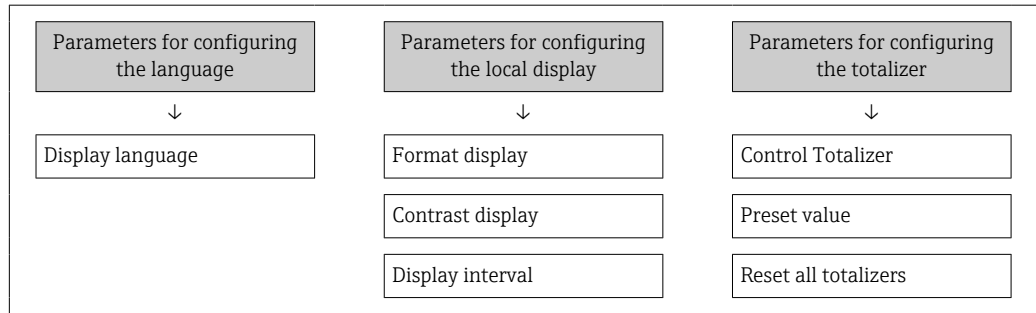 Parameters for configuring
the language
↓
Display language
Parameters for configuring
the local display
↓
Format display
Contrast display
Display interval
Parameters for configuring
the totalizer
↓
Control Totalizer
Preset value
Reset all totalizers